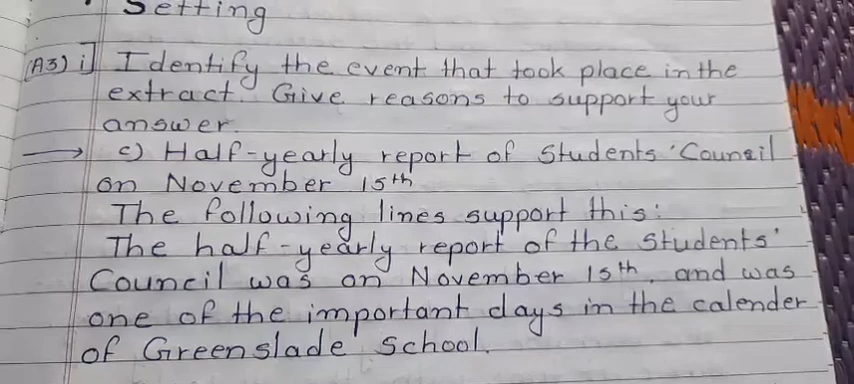 Setting
(A3) i] Identify the event that took place in the
extract. Give reasons to support your
answer.
→ c) Half-yearly report of Students' Council
on November 15th
The following lines support this:
The half-yearly report of the Students'
Council was on November 15th, and was
one of the important days in the calender
of Greenslade School.